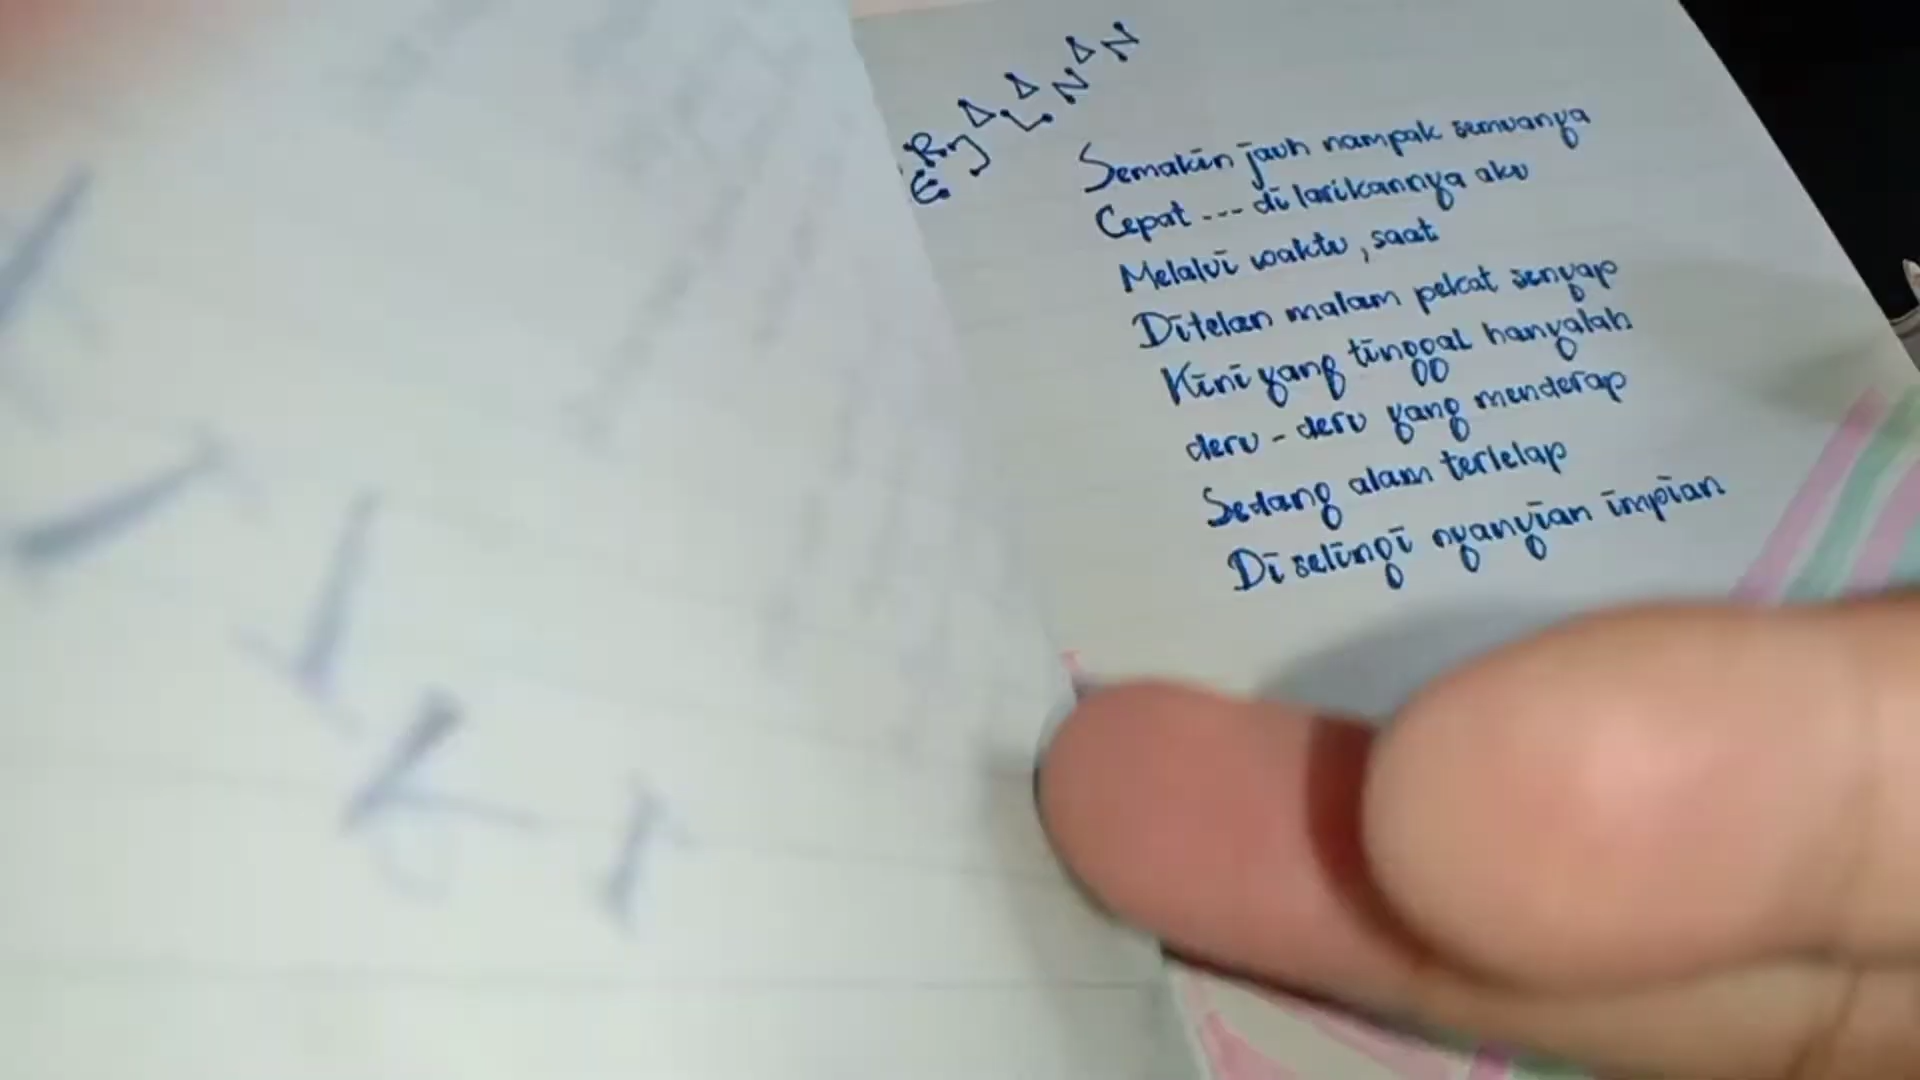 ERJALANAN
Semakin jauh nampak semuanya
Cepat --- di larikannya aku
Melalui waktu, saat
Ditelan malam pekat senyap
Kini yang tinggal hanyalah
deru - deru yang menderap
Sedang alam terlelap
Di selingi nyanyian impian